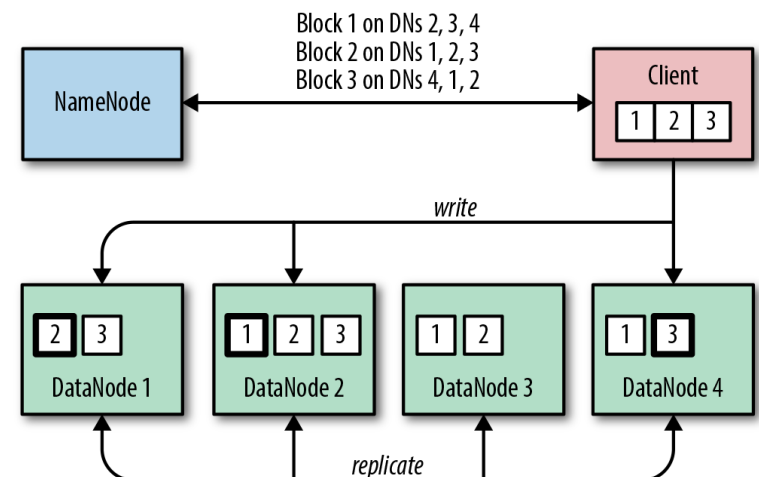 Block 1 on DNs 2, 3, 4
Block 2 on DNs 1, 2, 3
Block 3 on DNs 4, 1, 2
NameNode
Client
1 2 3
write
2 3
DataNode 1
1 2 3
DataNode 2
1 2
DataNode 3
1 3
DataNode 4
replicate